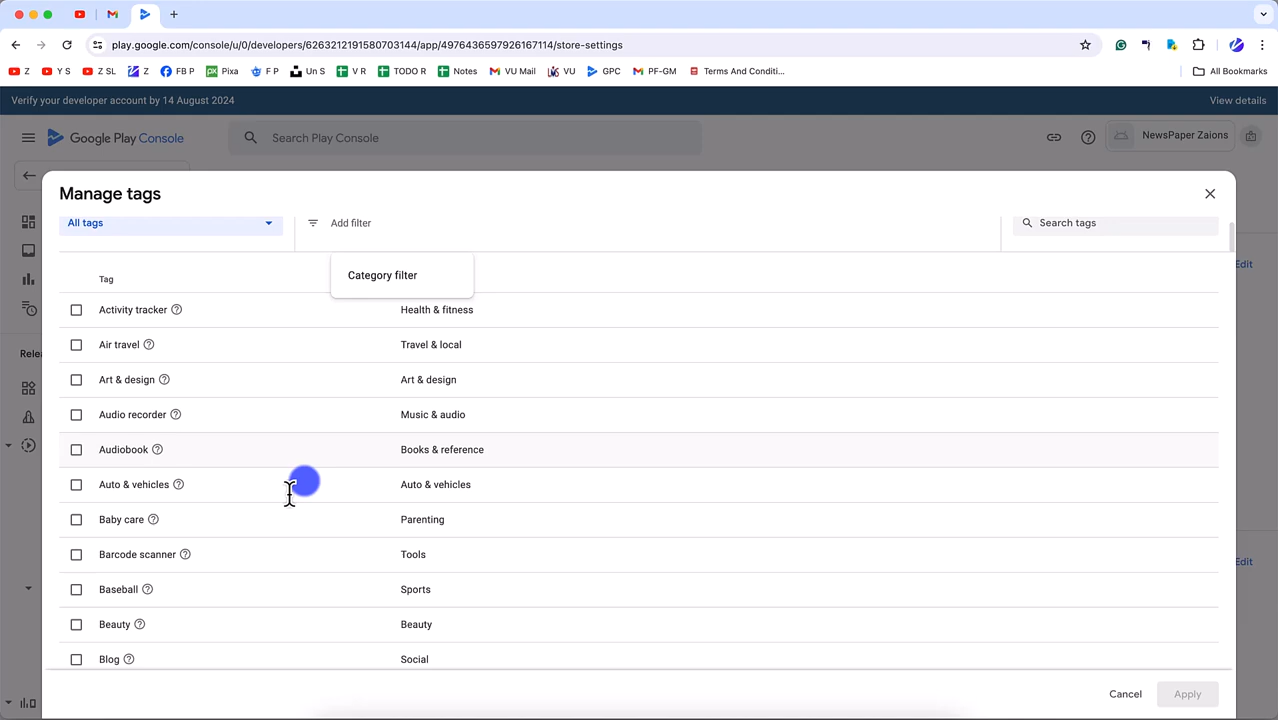 play.google.com/console/u/0/developers/6263212191580703144/app/4976436597926167114/store-settings
Z
Y S
Z SL
Z
FB P
Pixa
F P
Un S
V R
TODO R
Notes
VU Mail
VU
GPC
PF-GM
Terms And Conditi...
All Bookmarks
Verify your developer account by 14 August 2024
View details
Google Play Console
Search Play Console
NewsPaper Zaions
Manage tags
All tags
Add filter
Search tags
Category filter
Tag
Activity tracker Health & fitness
Air travel Travel & local
Art & design Art & design
Audio recorder Music & audio
Audiobook Books & reference
Auto & vehicles Auto & vehicles
Baby care Parenting
Barcode scanner Tools
Baseball Sports
Beauty Beauty
Blog Social
Relea
Edit
Edit
Cancel
Apply